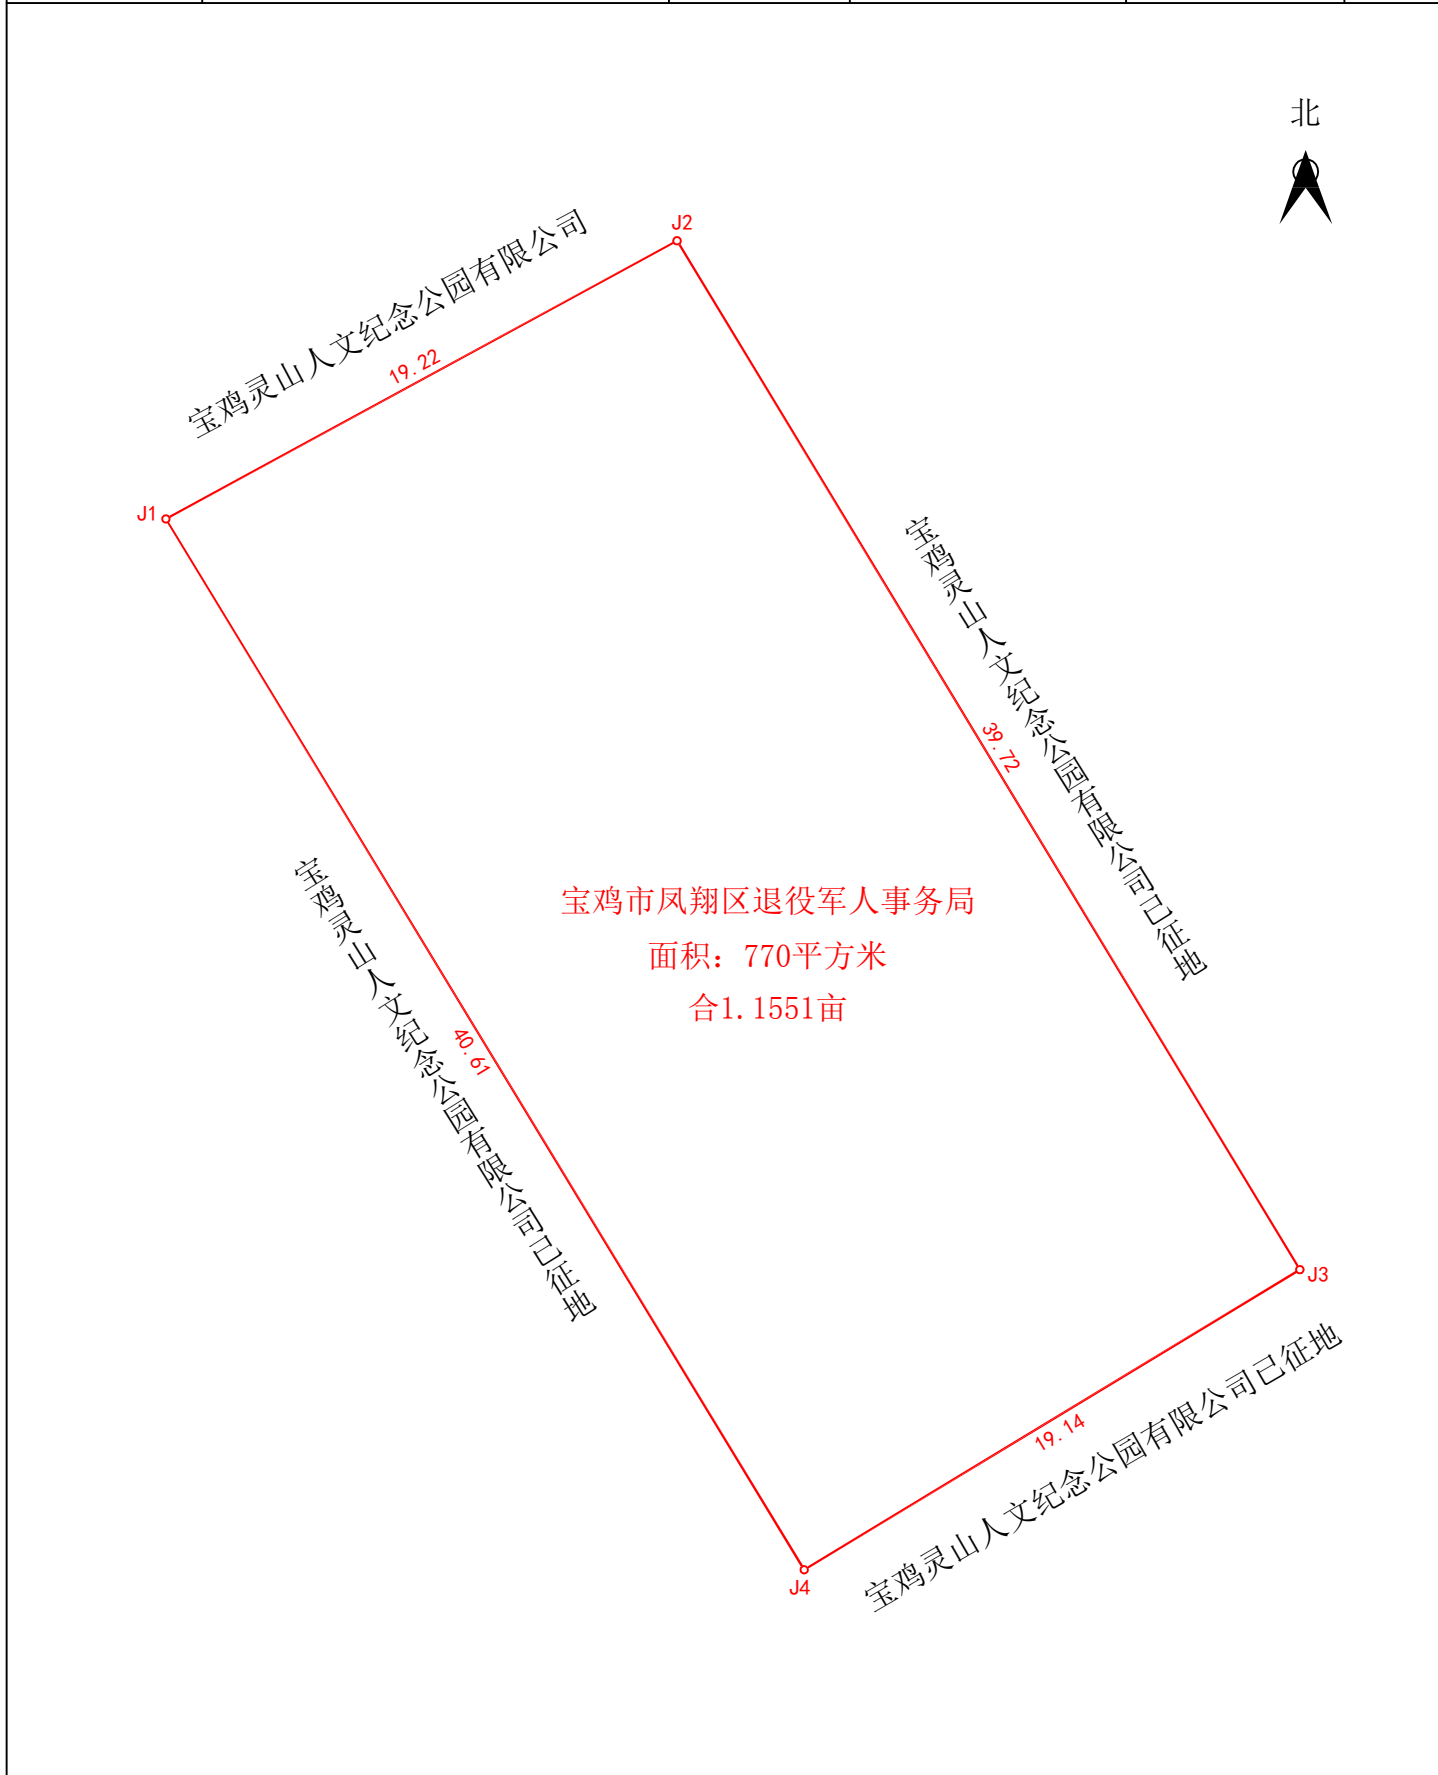 北
J2
宝鸡灵山人文纪念公园有限公司
19.22
J1
宝鸡灵山人文纪念公园有限公司已征地
39.72
宝鸡市凤翔区退役军人事务局
面积：770平方米
合1.1551亩
宝鸡灵山人文纪念公园有限公司已征地
40.61
J3
宝鸡灵山人文纪念公园有限公司已征地
19.14
J4